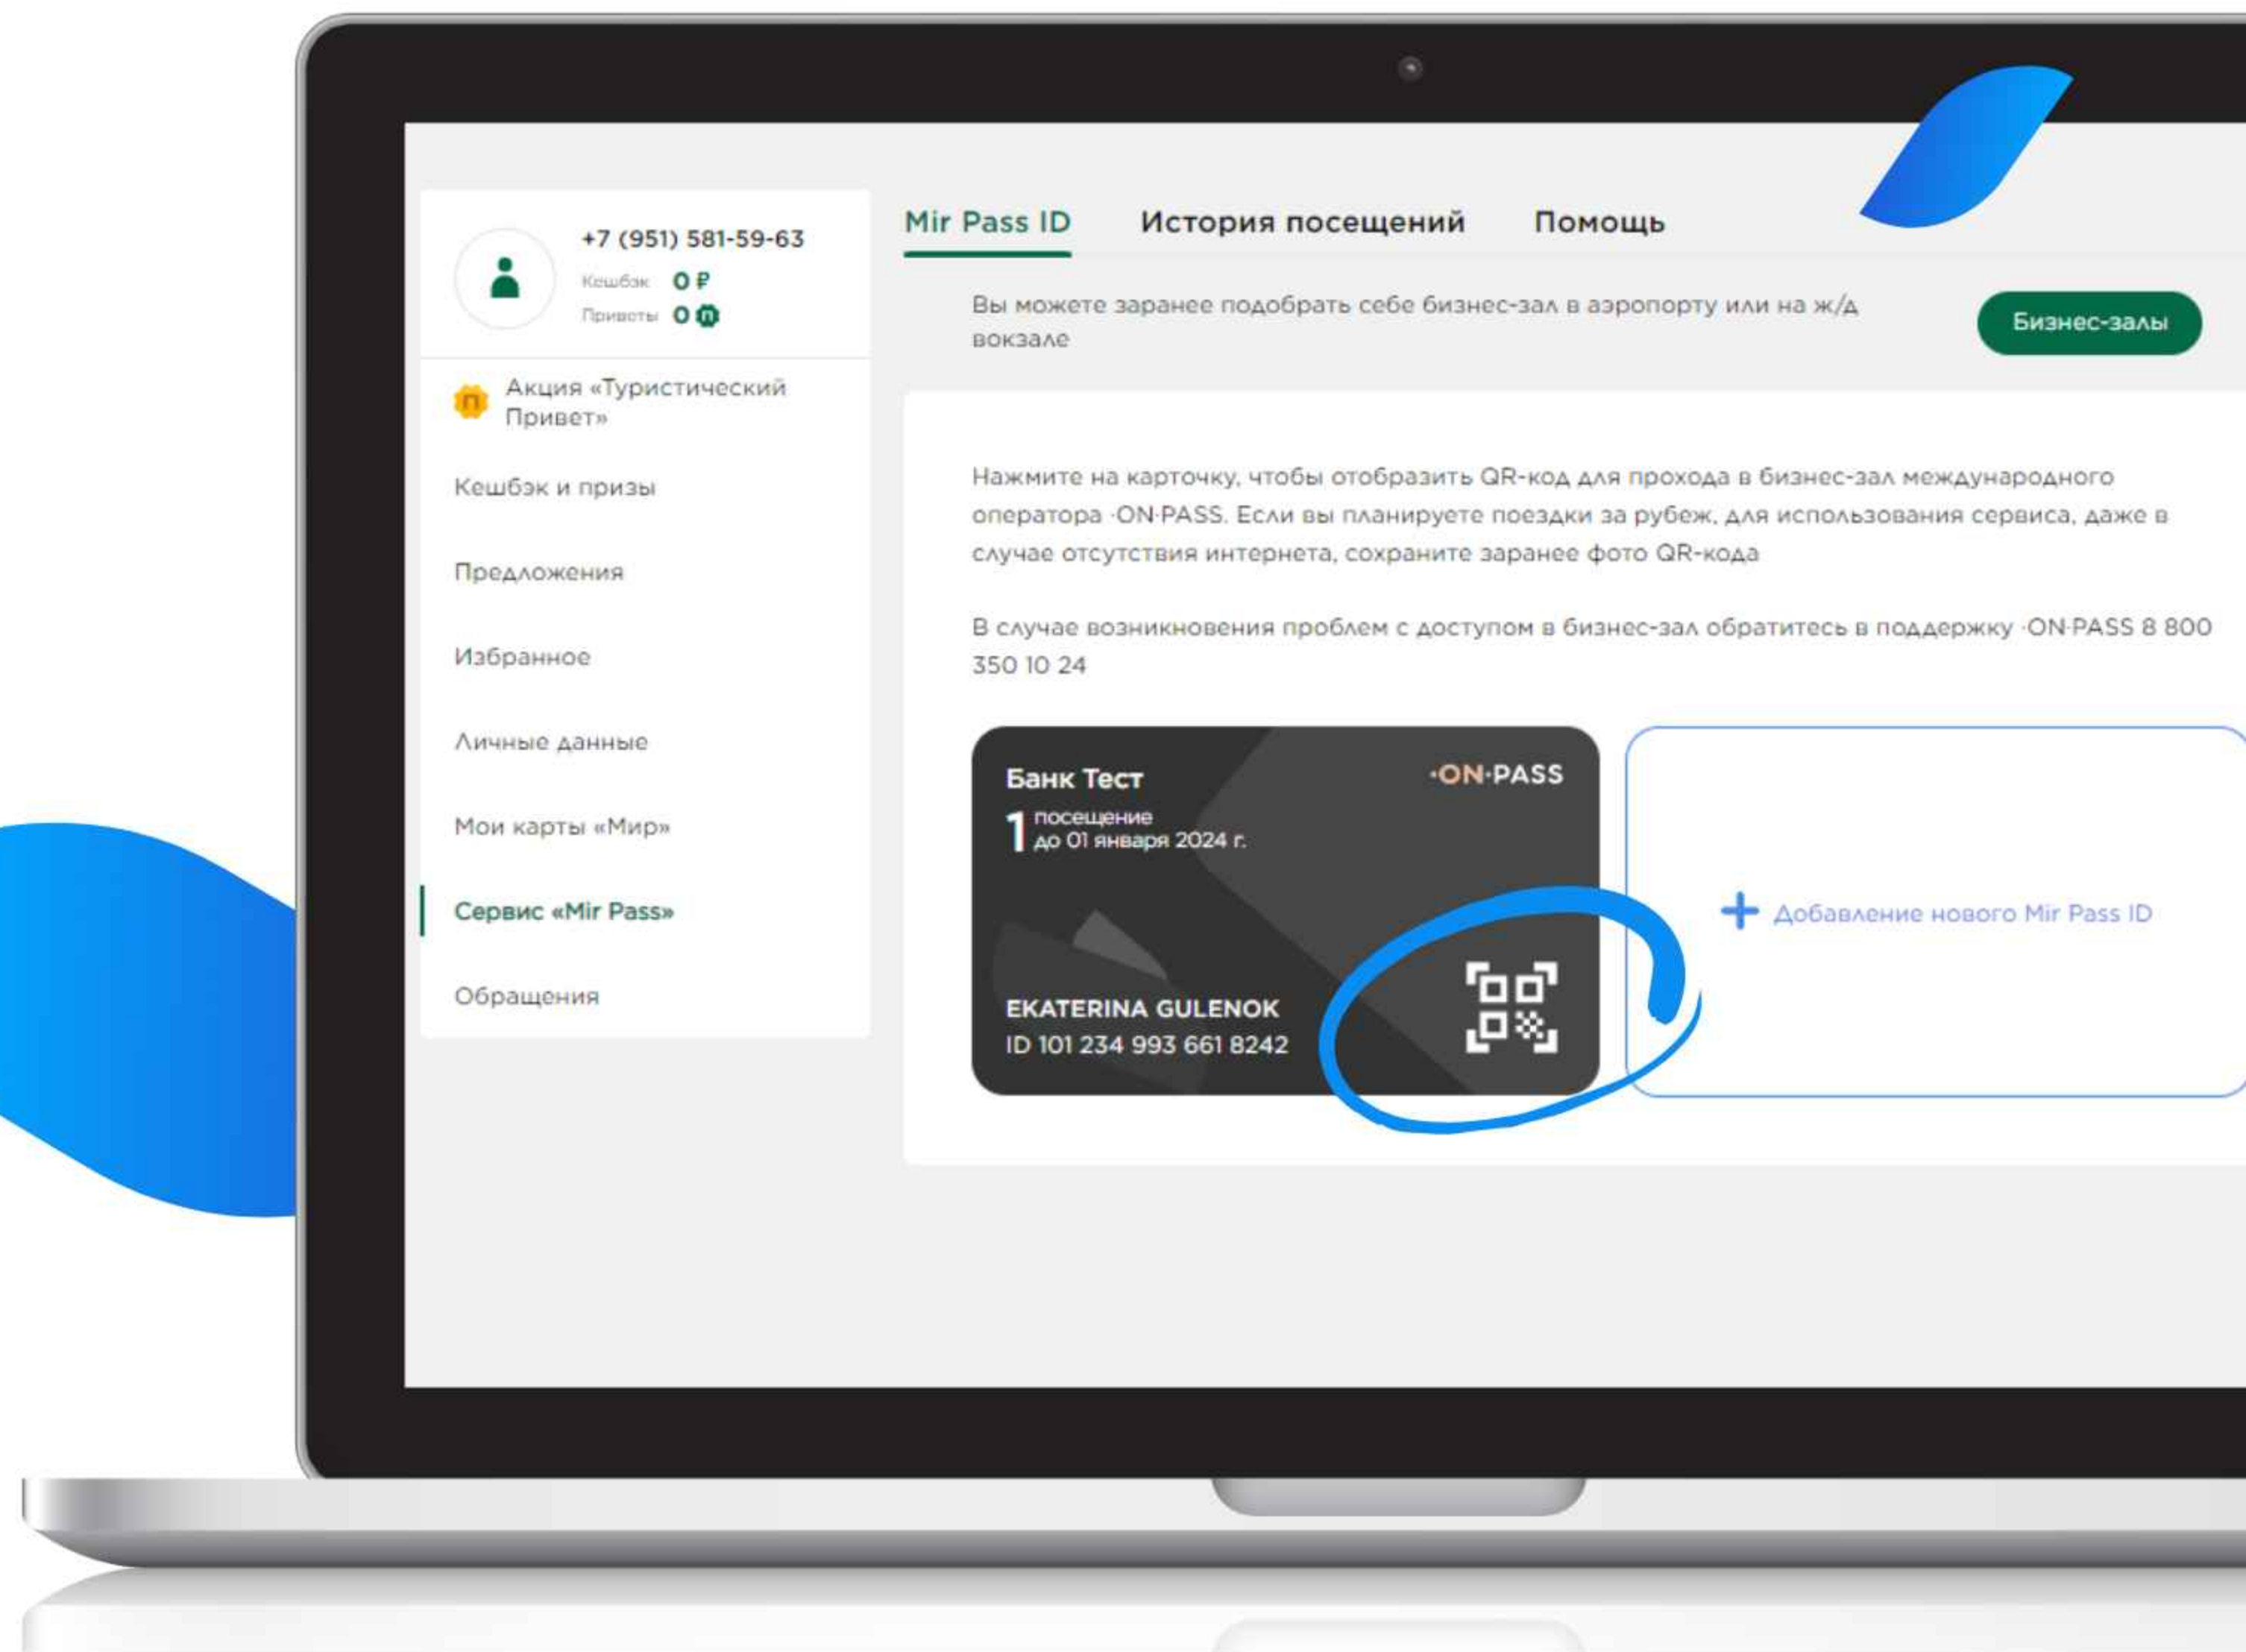 +7 (951) 581-59-63
Кешбэк 0 ₽
Приветы 0 П
П Акция «Туристический
Привет»
Кешбэк и призы
Предложения
Избранное
Личные данные
Мои карты «Мир»
Сервис «Mir Pass»
Обращения
Mir Pass ID История посещений Помощь
Вы можете заранее подобрать себе бизнес-зал в аэропорту или на ж/д
вокзале
Бизнес-залы
Нажмите на карточку, чтобы отобразить QR-код для прохода в бизнес-зал международного
оператора ·ON·PASS. Если вы планируете поездки за рубеж, для использования сервиса, даже в
случае отсутствия интернета, сохраните заранее фото QR-кода
В случае возникновения проблем с доступом в бизнес-зал обратитесь в поддержку ·ON·PASS 8 800
350 10 24
Банк Тест ·ON·PASS
1 посещение
до 01 января 2024 г.
EKATERINA GULENOK
ID 101 234 993 661 8242
+ Добавление нового Mir Pass ID